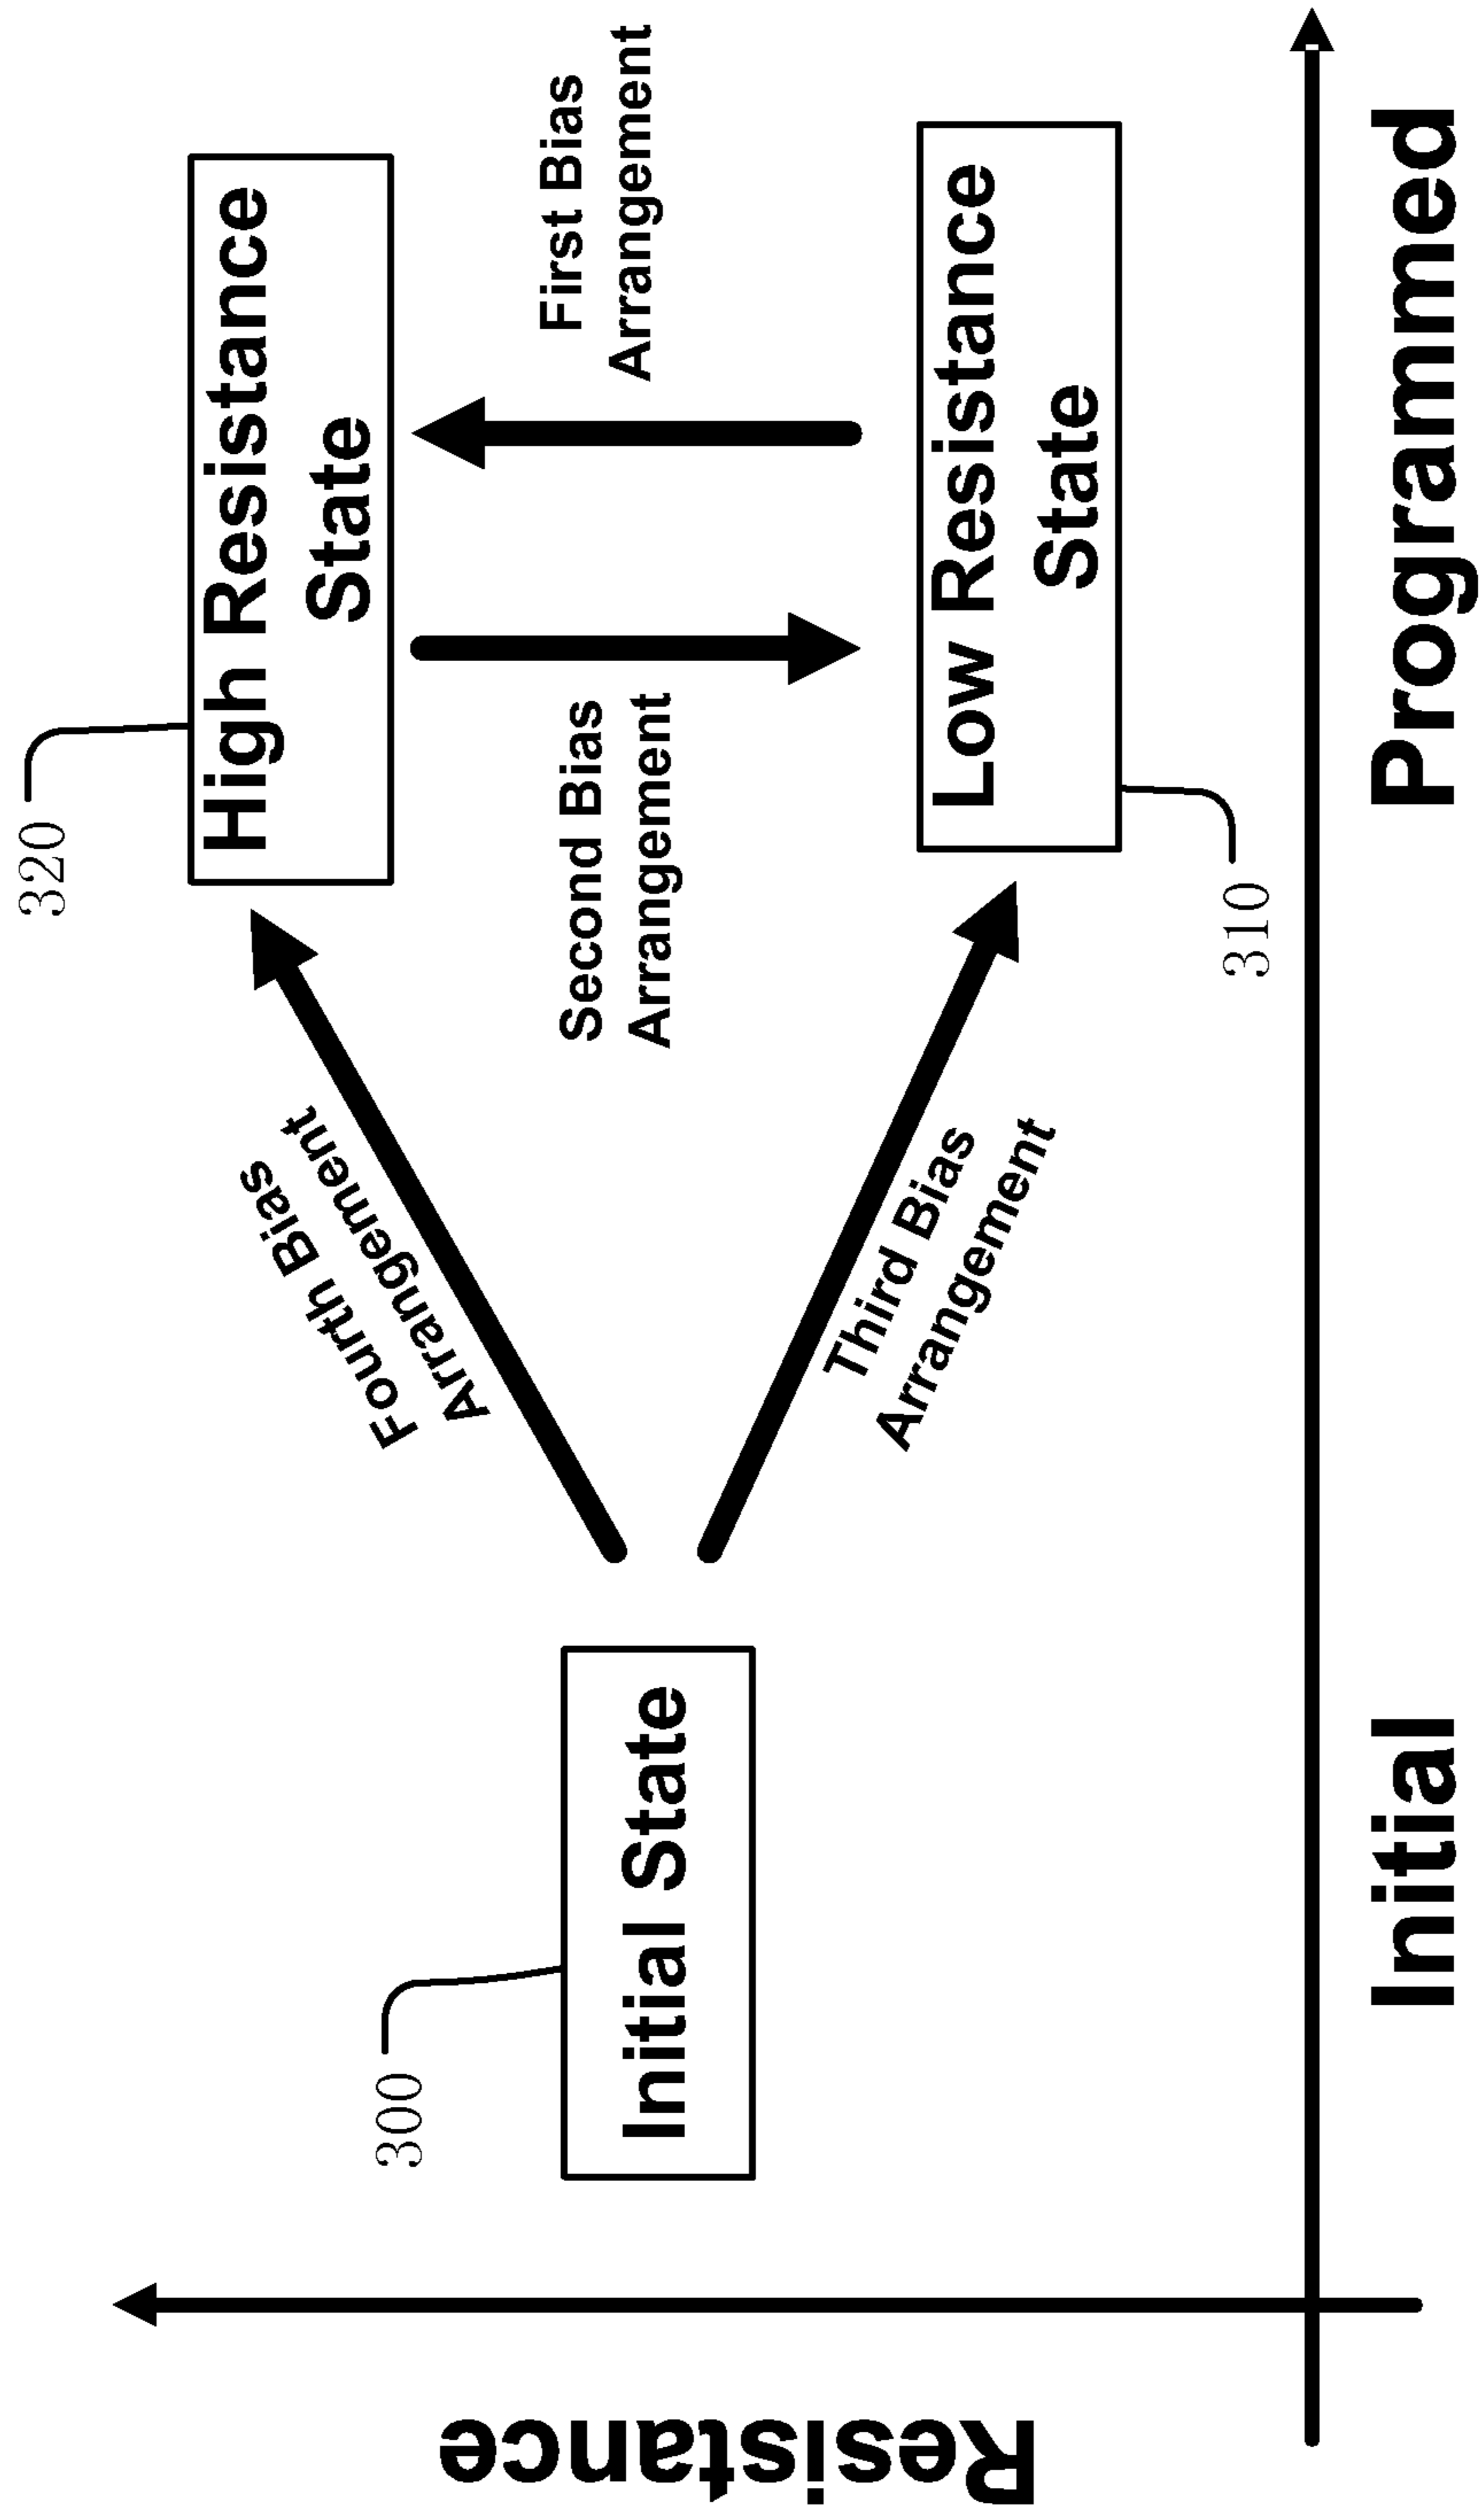 320
High Resistance
State
First Bias
Arrangement
Second Bias
Arrangement
Fourth Bias
Arrangement
300
Initial State
Third Bias
Arrangement
Low Resistance
State
310
Resistance
Initial
Programmed